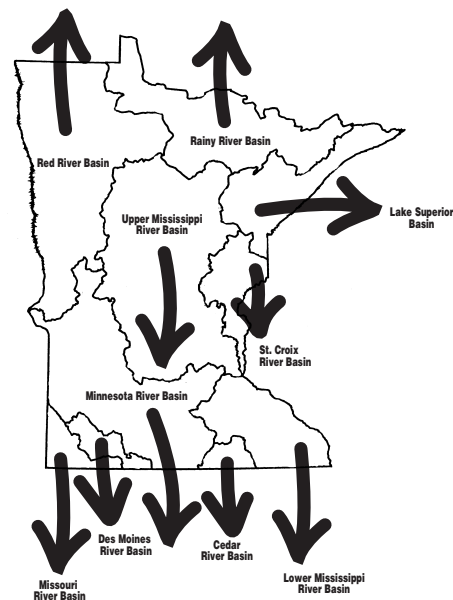 Rainy River Basin
Red River Basin
Lake Superior
Basin
Upper Mississippi
River Basin
St. Croix
River Basin
Minnesota River Basin
Des Moines
River Basin
Cedar
River Basin
Missouri
River Basin
Lower Mississippi
River Basin